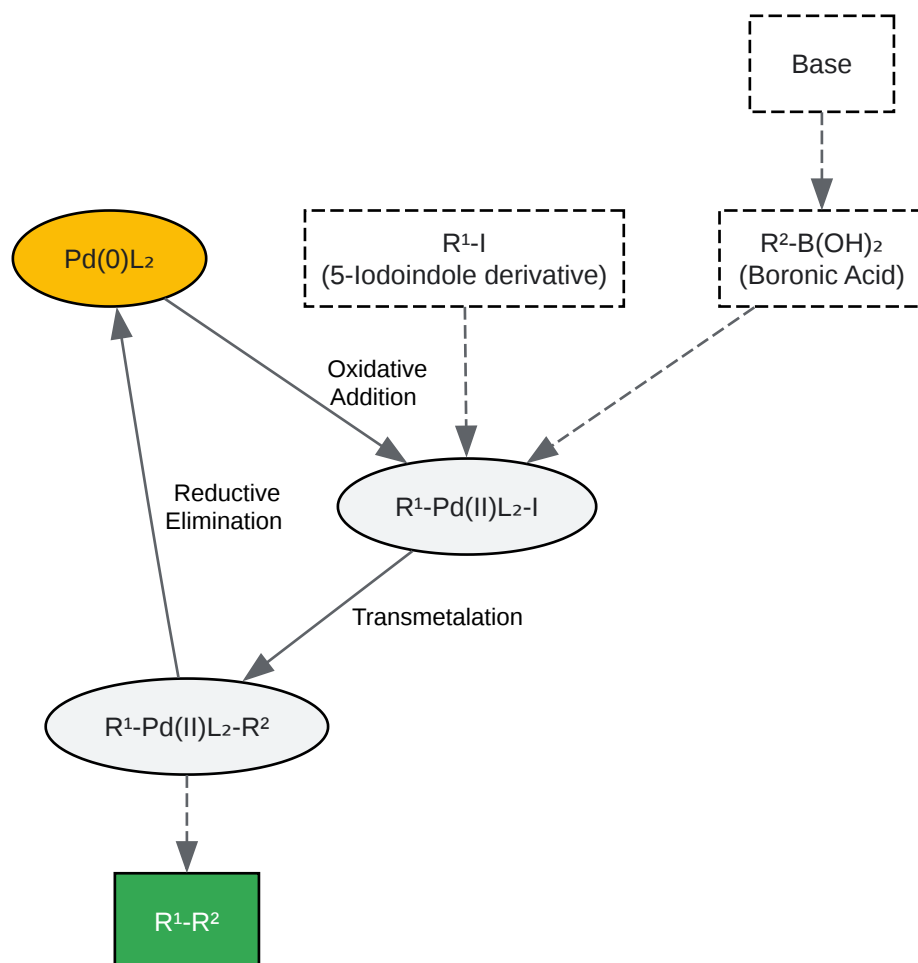 Base
Pd(0)L₂
R¹-I
(5-Iodoindole derivative)
R²-B(OH)₂
(Boronic Acid)
Oxidative
Addition
R¹-Pd(II)L₂-I
Reductive
Elimination
Transmetalation
R¹-Pd(II)L₂-R²
R¹-R²